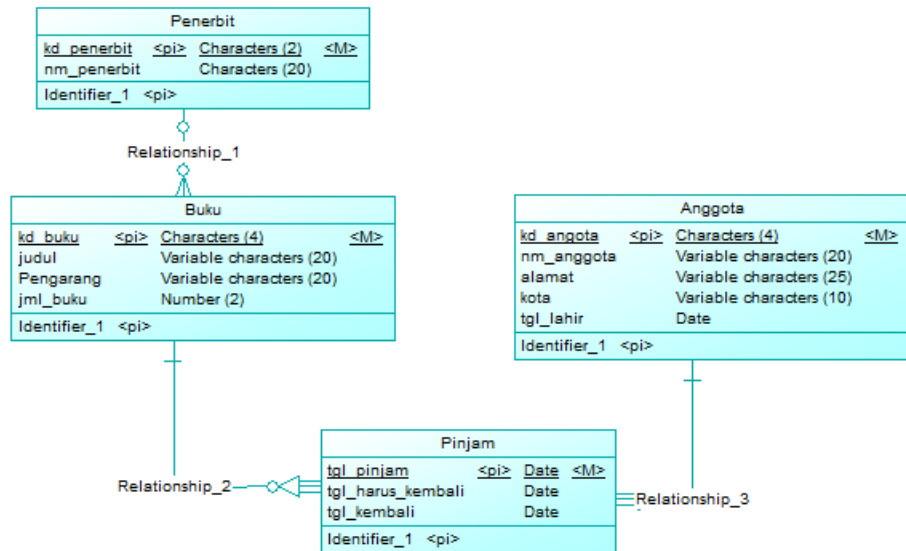 Penerbit
kd_penerbit <pi> Characters (2) <M>
nm_penerbit Characters (20)
Identifier_1 <pi>
Relationship_1
Buku
kd_buku <pi> Characters (4) <M>
judul Variable characters (20)
Pengarang Variable characters (20)
jml_buku Number (2)
Identifier_1 <pi>
Anggota
kd_angota <pi> Characters (4) <M>
nm_anggota Variable characters (20)
alamat Variable characters (25)
kota Variable characters (10)
tgl_lahir Date
Identifier_1 <pi>
Relationship_2
Pinjam
tgl_pinjam <pi> Date <M>
tgl_harus_kembali Date
tgl_kembali Date
Identifier_1 <pi>
Relationship_3